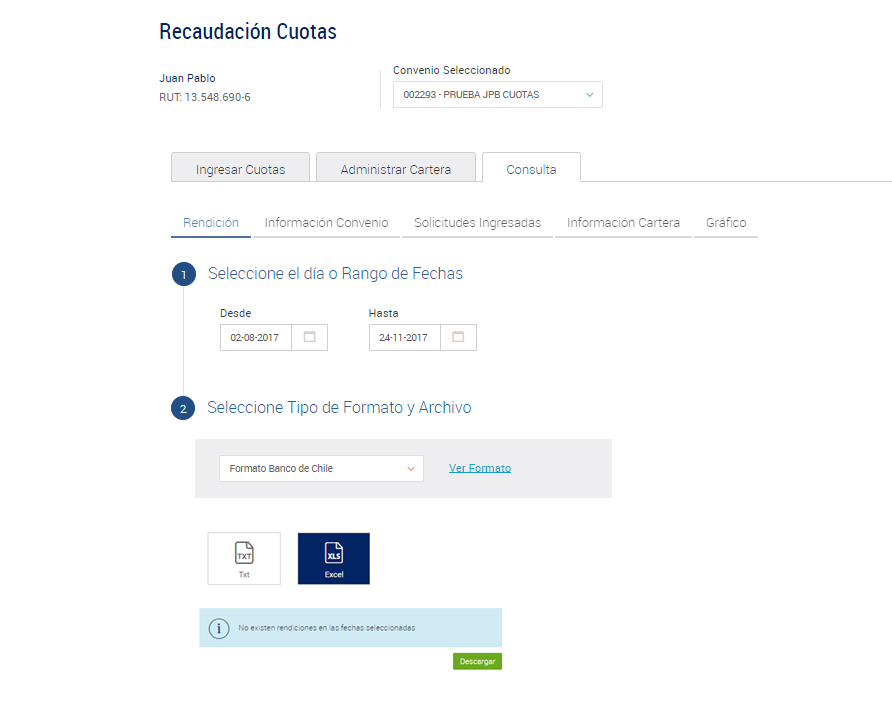 Recaudación Cuotas
Juan Pablo
RUT: 13.548.690-6
Convenio Seleccionado
002293 - PRUEBA JPB CUOTAS
Ingresar Cuotas
Administrar Cartera
Consulta
Rendición
Información Convenio
Solicitudes Ingresadas
Información Cartera
Gráfico
1
Seleccione el día o Rango de Fechas
Desde
Hasta
02-08-2017
24-11-2017
2
Seleccione Tipo de Formato y Archivo
Formato Banco de Chile
Ver Formato
TXT
Txt
XLS
Excel
No existen rendiciones en las fechas seleccionadas
Descargar